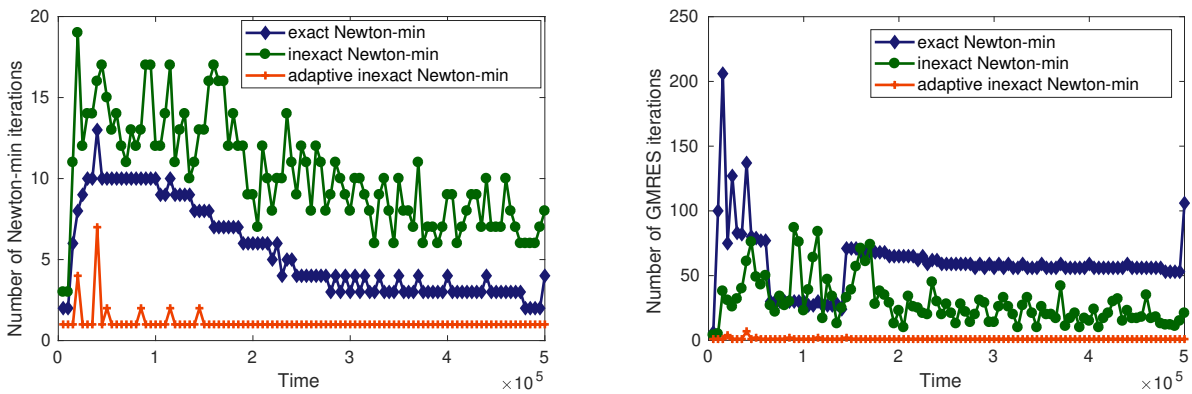 Number of Newton-min iterations
20
15
10
5
0
exact Newton-min
inexact Newton-min
adaptive inexact Newton-min
0 1 2 3 4 5
Time
×10^5
Number of GMRES iterations
250
200
150
100
50
0
exact Newton-min
inexact Newton-min
adaptive inexact Newton-min
0 1 2 3 4 5
Time
×10^5